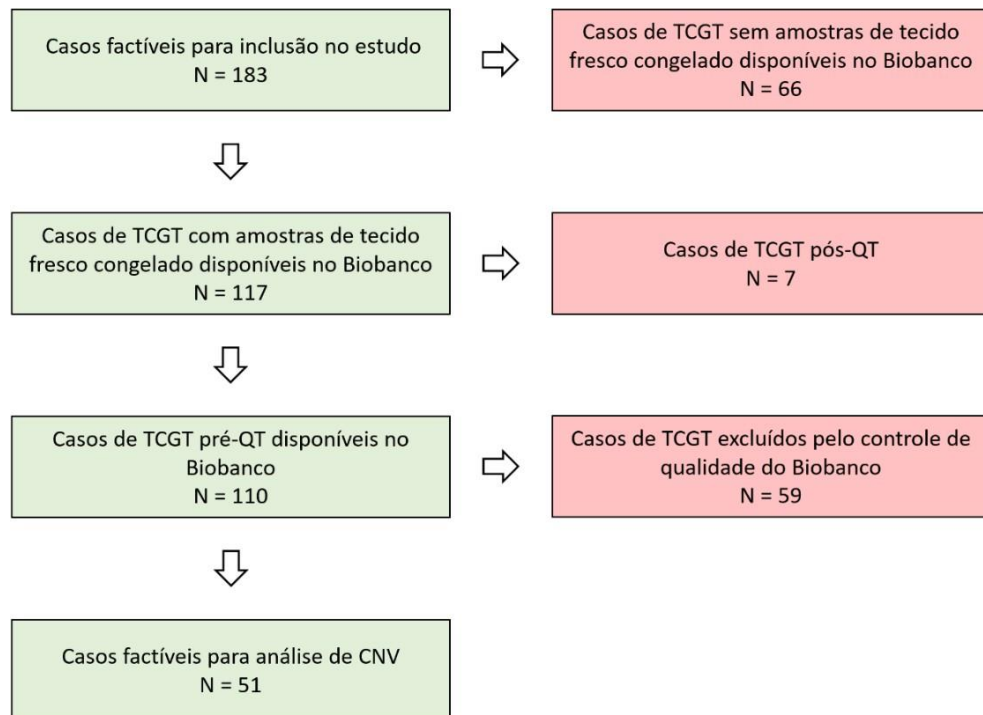 Casos factíveis para inclusão no estudo
N = 183
Casos de TCGT sem amostras de tecido
fresco congelado disponíveis no Biobanco
N = 66
Casos de TCGT com amostras de tecido
fresco congelado disponíveis no Biobanco
N = 117
Casos de TCGT pós-QT
N = 7
Casos de TCGT pré-QT disponíveis no
Biobanco
N = 110
Casos de TCGT excluídos pelo controle de
qualidade do Biobanco
N = 59
Casos factíveis para análise de CNV
N = 51